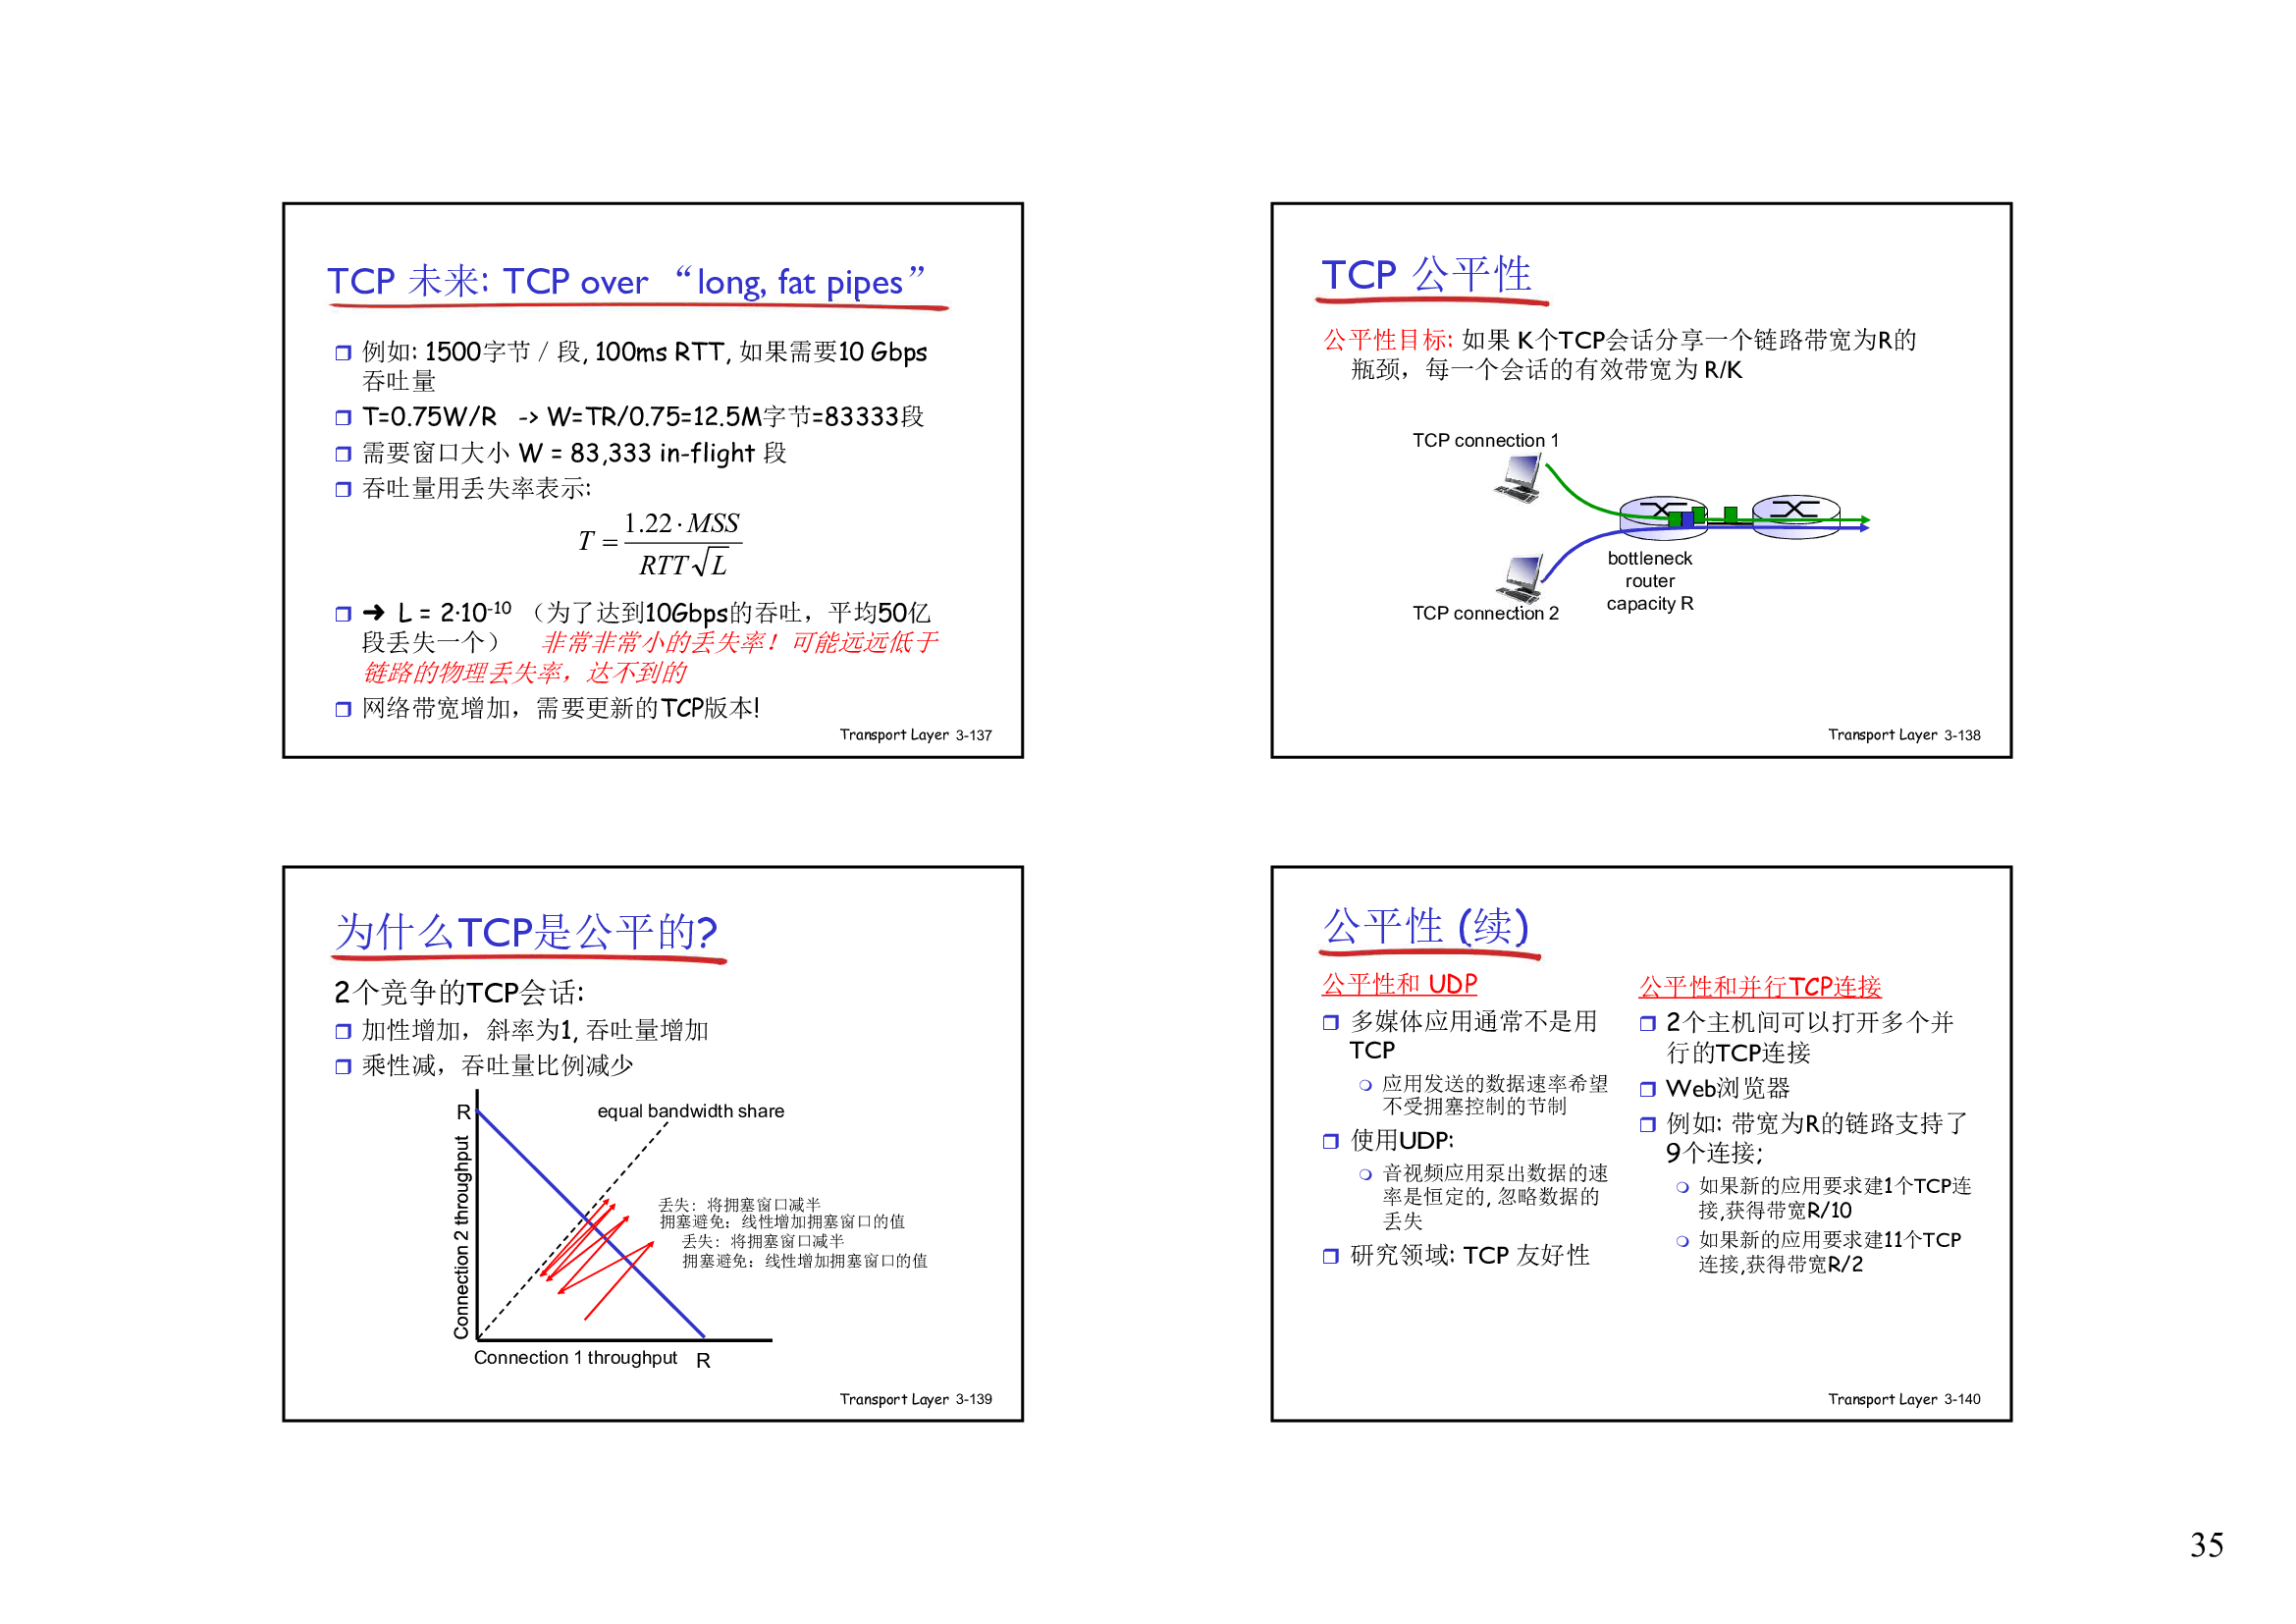 TCP 未来: TCP over “long, fat pipes”
❒ 例如: 1500字节/段, 100ms RTT, 如果需要10 Gbps
吞吐量
❒ T=0.75W/R -> W=TR/0.75=12.5M字节=83333段
❒ 需要窗口大小 W = 83,333 in-flight 段
❒ 吞吐量用丢失率表示:
T = 1.22·MSS / RTT√L
❒ ➜ L = 2·10⁻¹⁰ （为了达到10Gbps的吞吐，平均50亿
段丢失一个） 非常非常小的丢失率！可能远远低于
链路的物理丢失率，达不到的
❒ 网络带宽增加，需要更新的TCP版本!
Transport Layer 3-137
TCP 公平性
公平性目标: 如果 K个TCP会话分享一个链路带宽为R的
瓶颈，每一个会话的有效带宽为 R/K
TCP connection 1
bottleneck
router
capacity R
TCP connection 2
Transport Layer 3-138
为什么TCP是公平的?
2个竞争的TCP会话:
❒ 加性增加，斜率为1, 吞吐量增加
❒ 乘性减，吞吐量比例减少
R
equal bandwidth share
Connection 2 throughput
丢失: 将拥塞窗口减半
拥塞避免: 线性增加拥塞窗口的值
丢失: 将拥塞窗口减半
拥塞避免: 线性增加拥塞窗口的值
Connection 1 throughput R
Transport Layer 3-139
公平性 (续)
公平性和 UDP
❒ 多媒体应用通常不是用
TCP
❍ 应用发送的数据速率希望
不受拥塞控制的节制
❒ 使用UDP:
❍ 音视频应用泵出数据的速
率是恒定的, 忽略数据的
丢失
❒ 研究领域: TCP 友好性
公平性和并行TCP连接
❒ 2个主机间可以打开多个并
行的TCP连接
❒ Web浏览器
❒ 例如: 带宽为R的链路支持了
9个连接;
❍ 如果新的应用要求建1个TCP连
接,获得带宽R/10
❍ 如果新的应用要求建11个TCP
连接,获得带宽R/2
Transport Layer 3-140
35